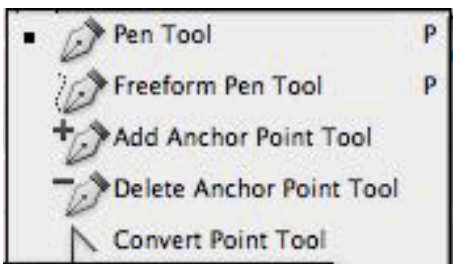 Pen Tool P
Freeform Pen Tool P
Add Anchor Point Tool
Delete Anchor Point Tool
Convert Point Tool